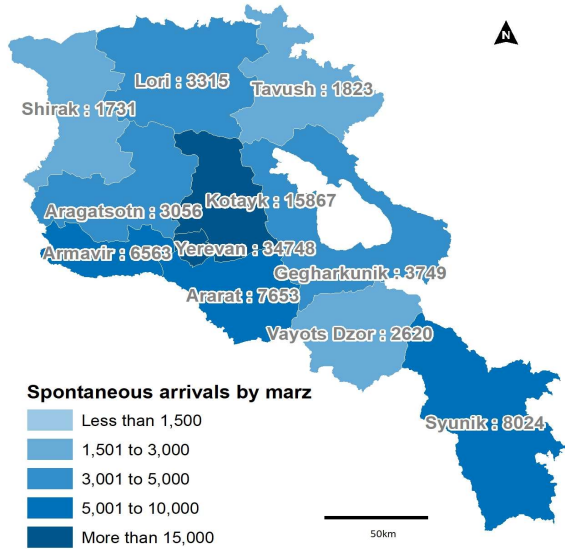 N
Lori : 3315
Tavush : 1823
Shirak : 1731
Kotayk : 15867
Aragatsotn : 3056
Armavir : 6563
Yerevan : 34748
Gegharkunik : 3749
Ararat : 7653
Vayots Dzor : 2620
Syunik : 8024
Spontaneous arrivals by marz
Less than 1,500
1,501 to 3,000
3,001 to 5,000
5,001 to 10,000
More than 15,000
50km